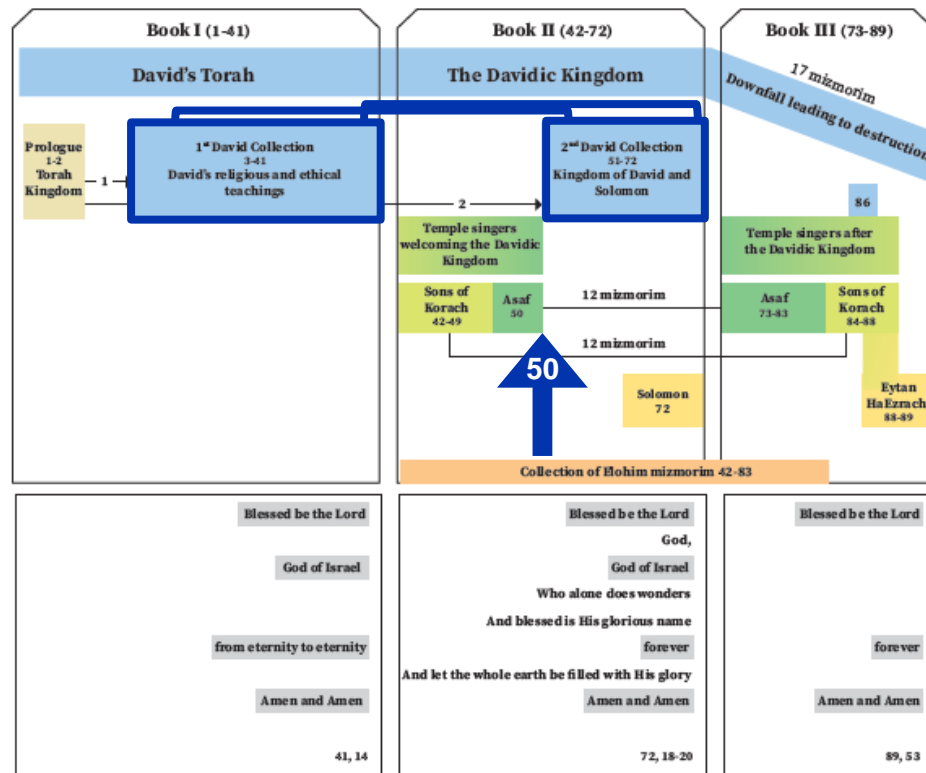 Book I (1-41)
David's Torah
Prologue
1-2
Torah
Kingdom
1
1st David Collection
3-41
David's religious and ethical
teachings
2
Book II (42-72)
The Davidic Kingdom
2nd David Collection
51-72
Kingdom of David and
Solomon
Temple singers
welcoming the Davidic
Kingdom
Sons of
Korach
42-49
Asaf
50
12 mizmorim
12 mizmorim
50
Solomon
72
Collection of Elohim mizmorim 42-83
Book III (73-89)
17 mizmorim
Downfall leading to destruction
86
Temple singers after
the Davidic Kingdom
Asaf
73-83
Sons of
Korach
84-88
Eytan
HaEzrach
88-89
Blessed be the Lord
God of Israel
from eternity to eternity
Amen and Amen
41, 14
Blessed be the Lord
God,
God of Israel
Who alone does wonders
And blessed is His glorious name
forever
And let the whole earth be filled with His glory
Amen and Amen
72, 18-20
Blessed be the Lord
forever
Amen and Amen
89, 53